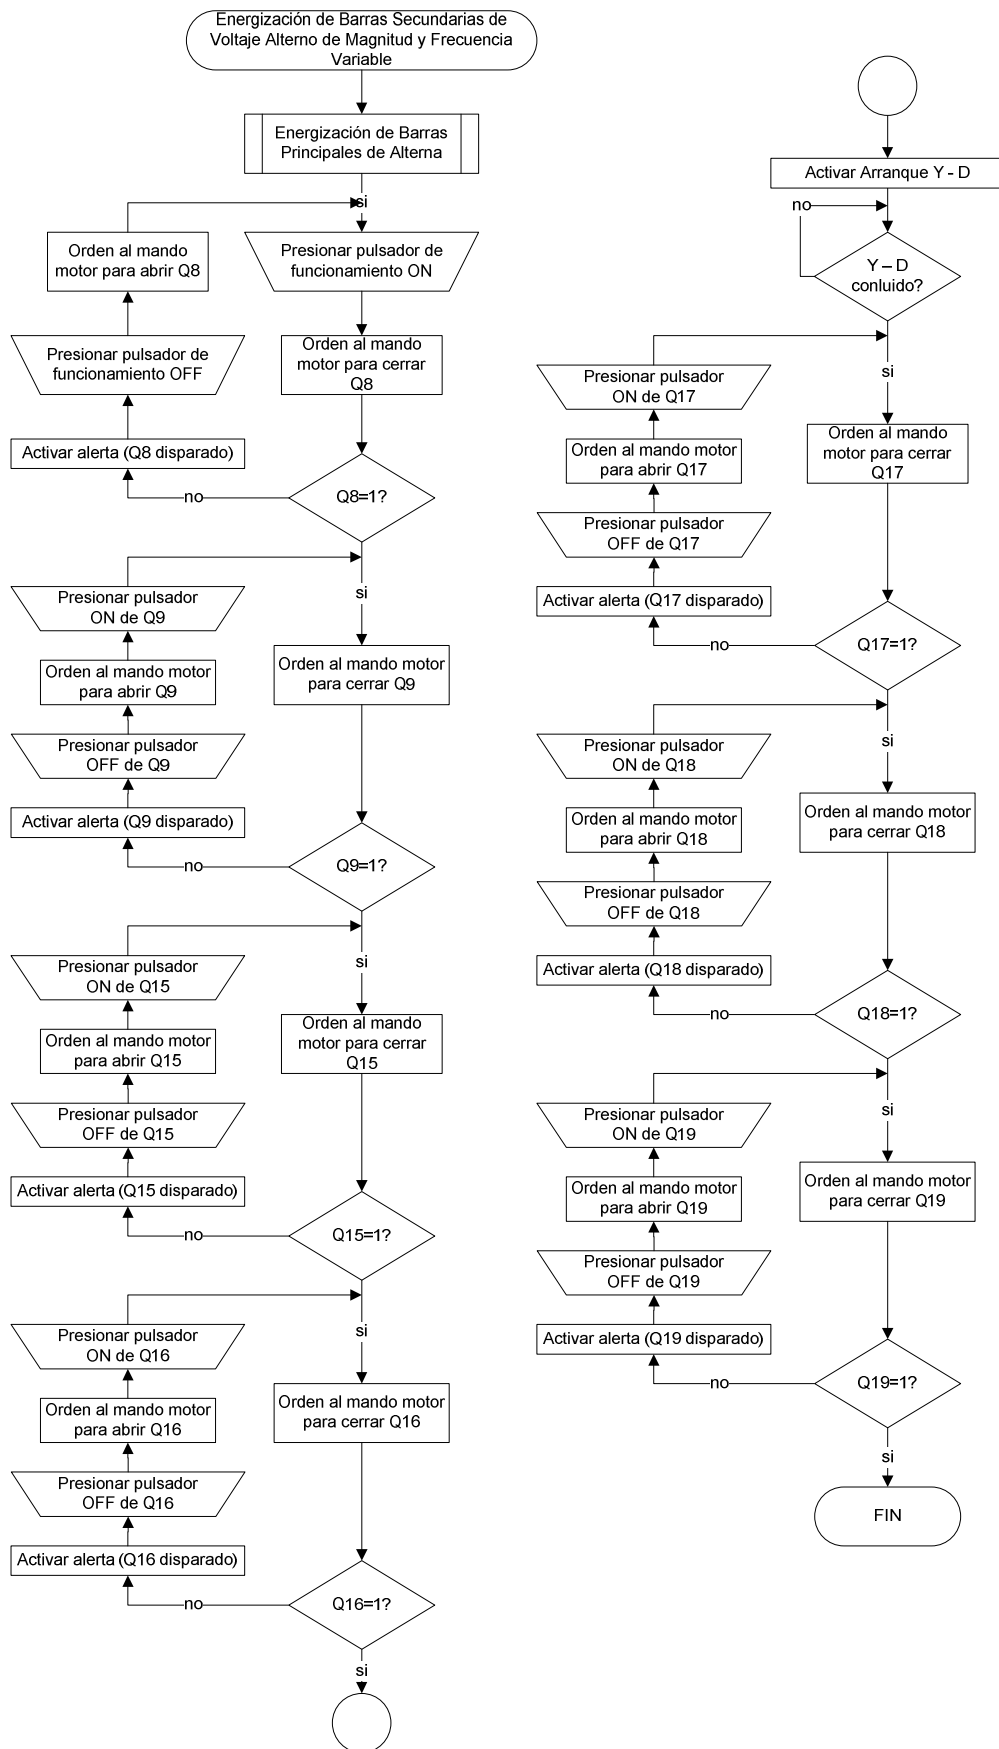 Energización de Barras Secundarias de
Voltaje Alterno de Magnitud y Frecuencia
Variable
Energización de Barras
Principales de Alterna
si
Orden al mando
motor para abrir Q8
Presionar pulsador de
funcionamiento ON
Presionar pulsador de
funcionamiento OFF
Orden al mando
motor para cerrar
Q8
Activar alerta (Q8 disparado)
no
Q8=1?
si
Presionar pulsador
ON de Q9
Orden al mando motor
para abrir Q9
Orden al mando motor
para cerrar Q9
Presionar pulsador
OFF de Q9
Activar alerta (Q9 disparado)
no
Q9=1?
si
Presionar pulsador
ON de Q15
Orden al mando motor
para abrir Q15
Orden al mando
motor para cerrar
Q15
Presionar pulsador
OFF de Q15
Activar alerta (Q15 disparado)
no
Q15=1?
si
Presionar pulsador
ON de Q16
Orden al mando motor
para abrir Q16
Orden al mando motor
para cerrar Q16
Presionar pulsador
OFF de Q16
Activar alerta (Q16 disparado)
no
Q16=1?
si
Activar Arranque Y - D
no
Y – D
conluido?
si
Presionar pulsador
ON de Q17
Orden al mando motor
para abrir Q17
Orden al mando
motor para cerrar
Q17
Presionar pulsador
OFF de Q17
Activar alerta (Q17 disparado)
no
Q17=1?
si
Presionar pulsador
ON de Q18
Orden al mando motor
para abrir Q18
Orden al mando motor
para cerrar Q18
Presionar pulsador
OFF de Q18
Activar alerta (Q18 disparado)
no
Q18=1?
si
Presionar pulsador
ON de Q19
Orden al mando motor
para abrir Q19
Orden al mando motor
para cerrar Q19
Presionar pulsador
OFF de Q19
Activar alerta (Q19 disparado)
no
Q19=1?
si
FIN